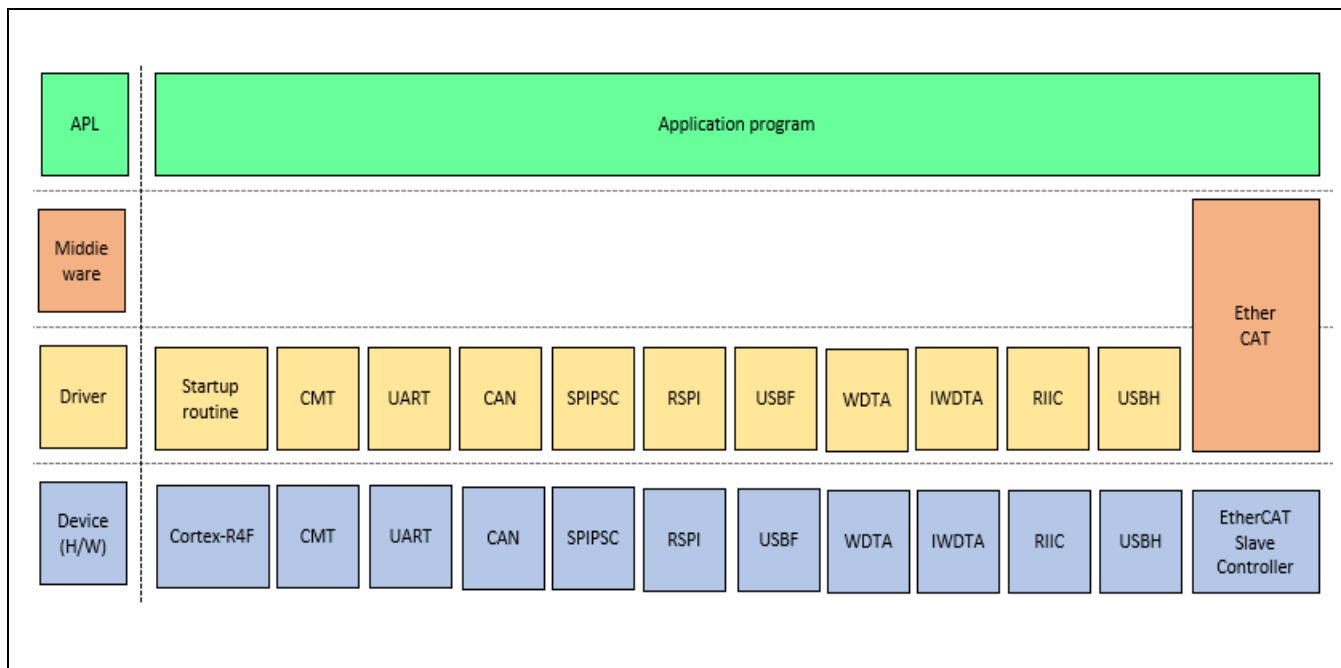 APL
Application program
Middle
ware
Ether
CAT
Driver
Startup
routine
CMT
UART
CAN
SPIPSC
RSPI
USBF
WDTA
IWDTA
RIIC
USBH
Device
(H/W)
Cortex-R4F
CMT
UART
CAN
SPIPSC
RSPI
USBF
WDTA
IWDTA
RIIC
USBH
EtherCAT
Slave
Controller